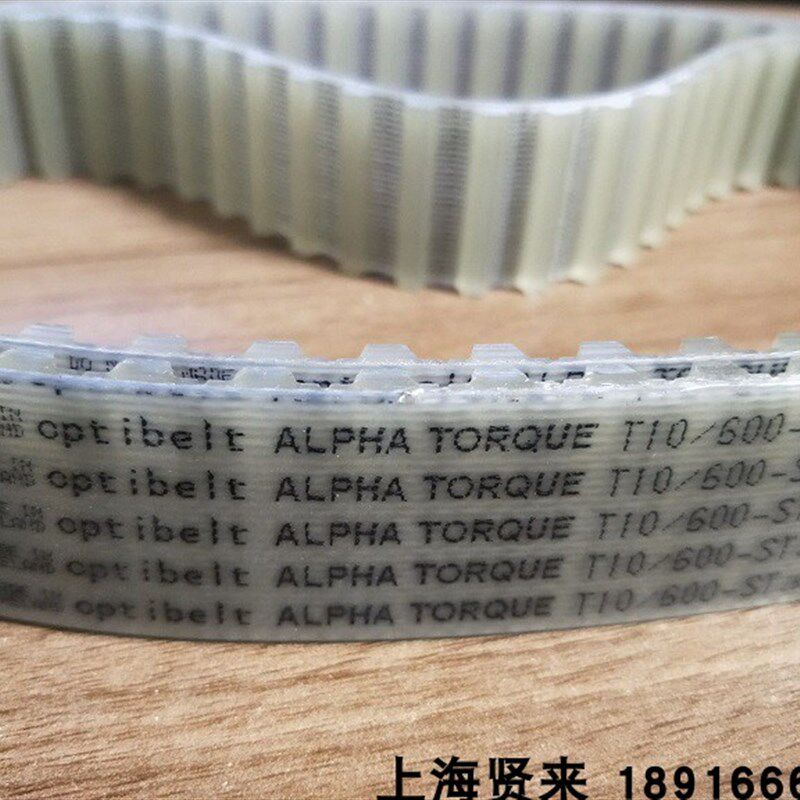 optibelt ALPHA TORQUE T10/600-
optibelt ALPHA TORQUE T10/600-S
optibelt ALPHA TORQUE T10/600-ST
optibelt ALPHA TORQUE T10/600-ST
optibelt ALPHA TORQUE T10/600-ST
上海贤来 18916666